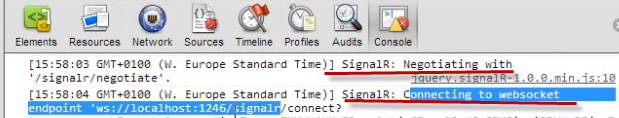 Elements Resources Network Sources Timeline Profiles Audits Console
[15:58:03 GMT+0100 (W. Europe Standard Time)] SignalR: Negotiating with
'/signalr/negotiate'. jquery.signalR-1.0.0.min.js:10
[15:58:04 GMT+0100 (W. Europe Standard Time)] SignalR: Connecting to websocket
endpoint 'ws://localhost:1246/signalr/connect?